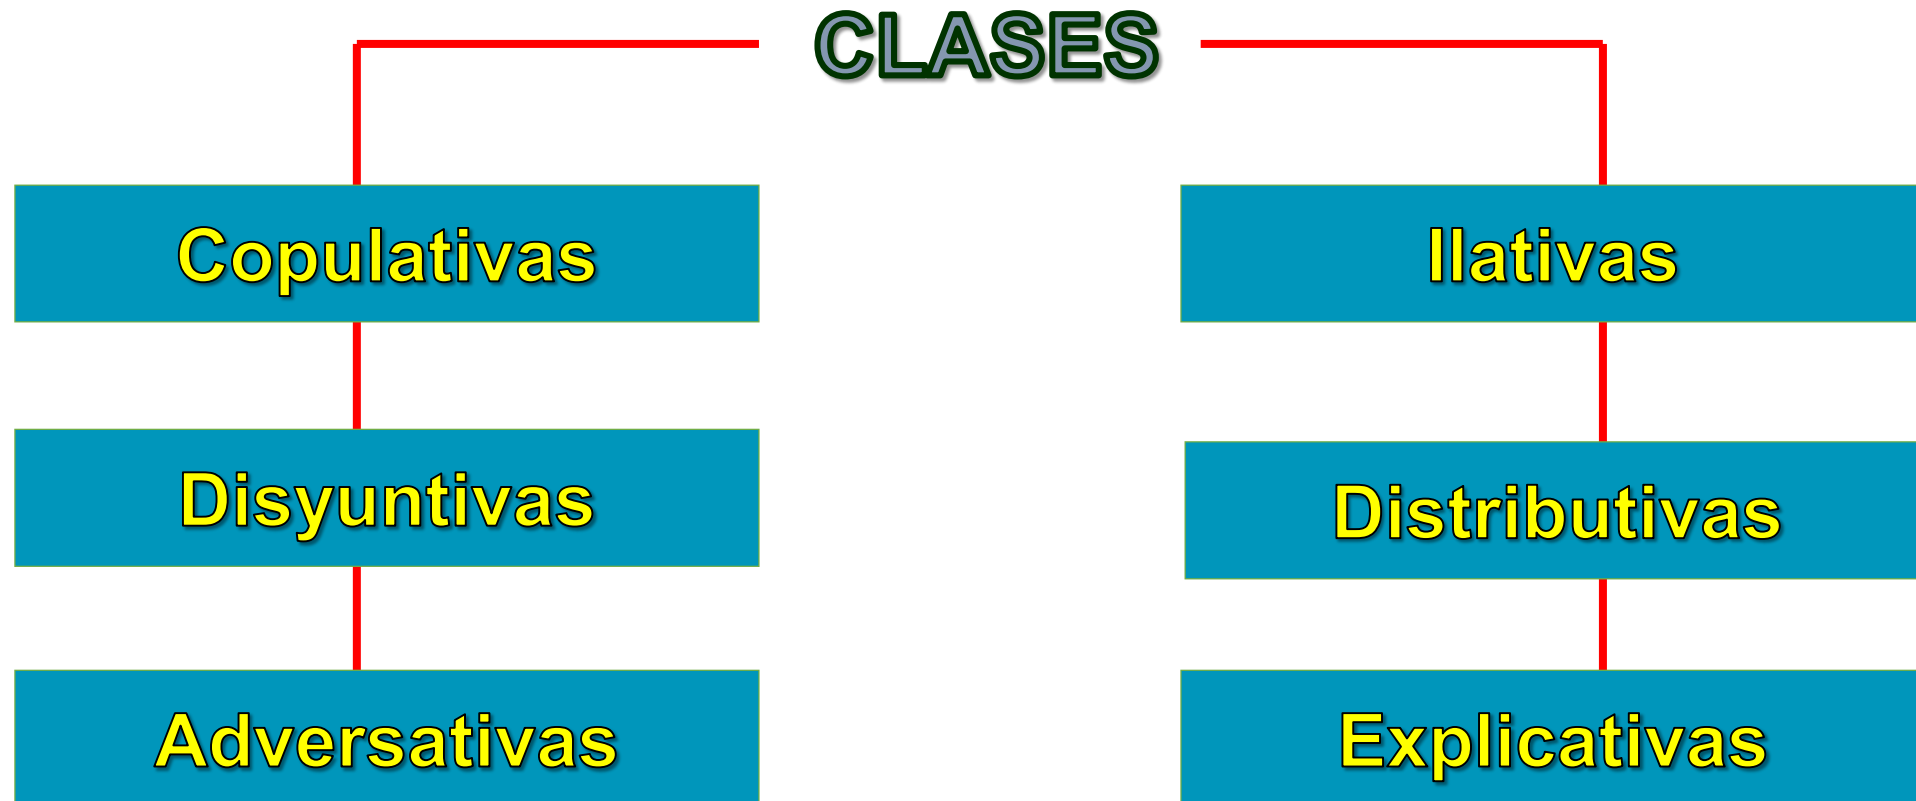 CLASES
Copulativas
Ilativas
Disyuntivas
Distributivas
Adversativas
Explicativas